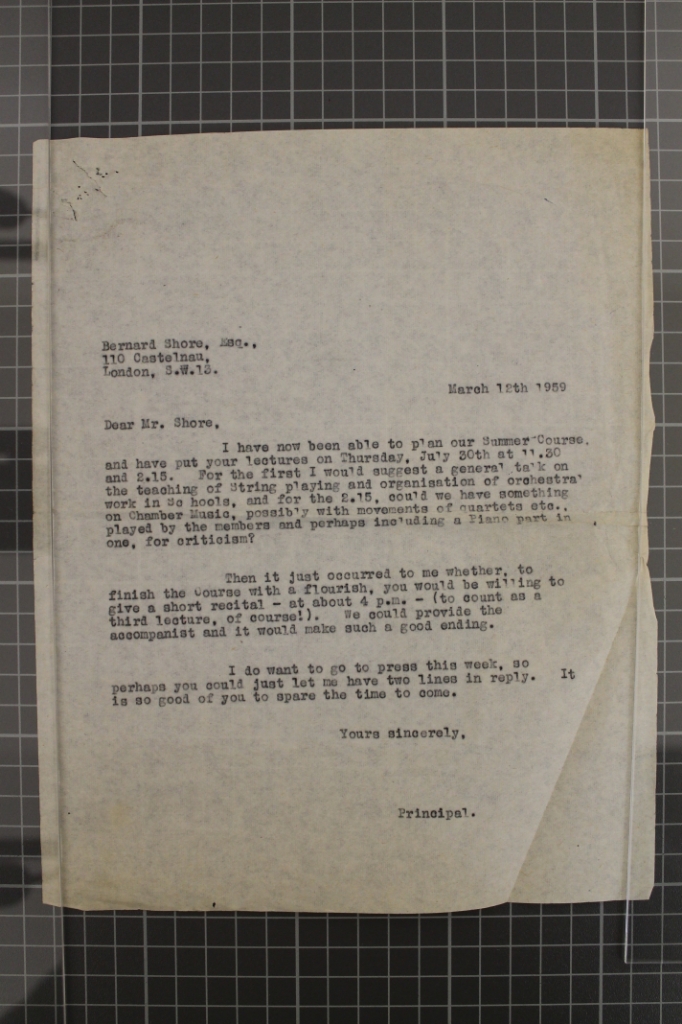 Bernard Shore, Esq.,
110 Castelnau,
London, S.W.13.
March 12th 1959
Dear Mr. Shore,
I have now been able to plan our Summer Course,
and have put your lectures on Thursday, July 30th at 11.30
and 2.15. For the first I would suggest a general talk on
the teaching of String playing and organisation of orchestral
work in Sc hools, and for the 2.15, could we have something
on Chamber Music, possibly with movements of quartets etc.,
played by the members and perhaps including a Piano part in
one, for criticism?
Then it just occurred to me whether, to
finish the Course with a flourish, you would be willing to
give a short recital - at about 4 p.m. - (to count as a
third lecture, of course!). We could provide the
accompanist and it would make such a good ending.
I do want to go to press this week, so
perhaps you could just let me have two lines in reply. It
is so good of you to spare the time to come.
Yours sincerely,
Principal.